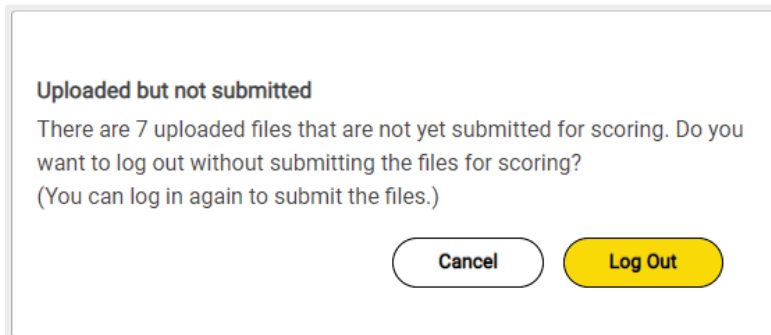 Uploaded but not submitted
There are 7 uploaded files that are not yet submitted for scoring. Do you
want to log out without submitting the files for scoring?
(You can log in again to submit the files.)
Cancel
Log Out